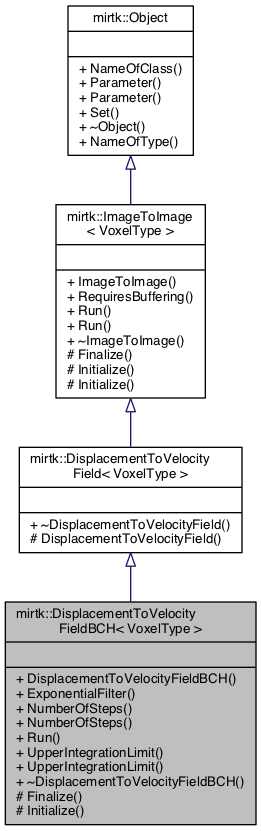 mirtk::Object
+ NameOfClass()
+ Parameter()
+ Parameter()
+ Set()
+ ~Object()
+ NameOfType()
mirtk::ImageToImage
< VoxelType >
+ ImageToImage()
+ RequiresBuffering()
+ Run()
+ Run()
+ ~ImageToImage()
# Finalize()
# Initialize()
# Initialize()
mirtk::DisplacementToVelocity
Field< VoxelType >
+ ~DisplacementToVelocityField()
# DisplacementToVelocityField()
mirtk::DisplacementToVelocity
FieldBCH< VoxelType >
+ DisplacementToVelocityFieldBCH()
+ ExponentialFilter()
+ NumberOfSteps()
+ NumberOfSteps()
+ Run()
+ UpperIntegrationLimit()
+ UpperIntegrationLimit()
+ ~DisplacementToVelocityFieldBCH()
# Finalize()
# Initialize()